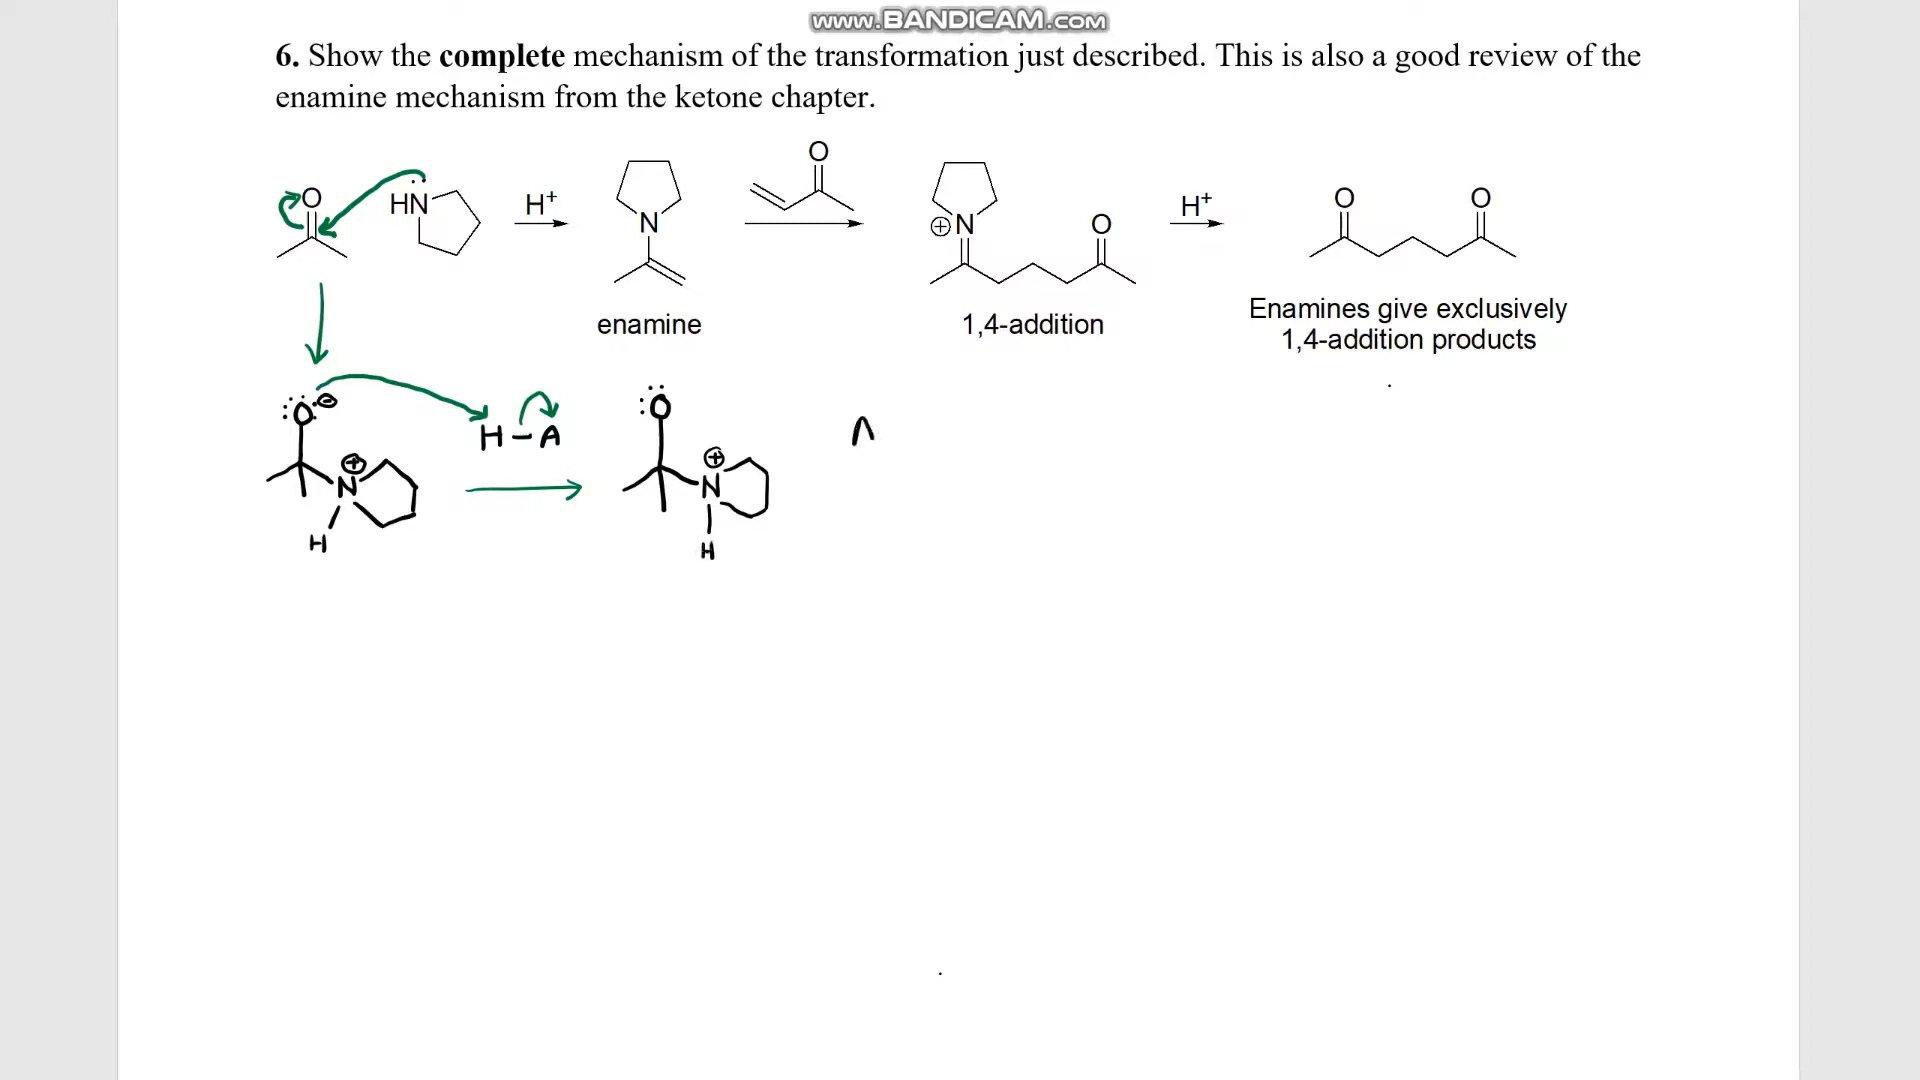 www.BANDICAM.com
6. Show the complete mechanism of the transformation just described. This is also a good review of the
enamine mechanism from the ketone chapter.
O HN H+ N O ⊕N O H+ O O
enamine
1,4-addition
Enamines give exclusively
1,4-addition products
:O: ⊖ H–A :O
⊕ N H
⊕ N H